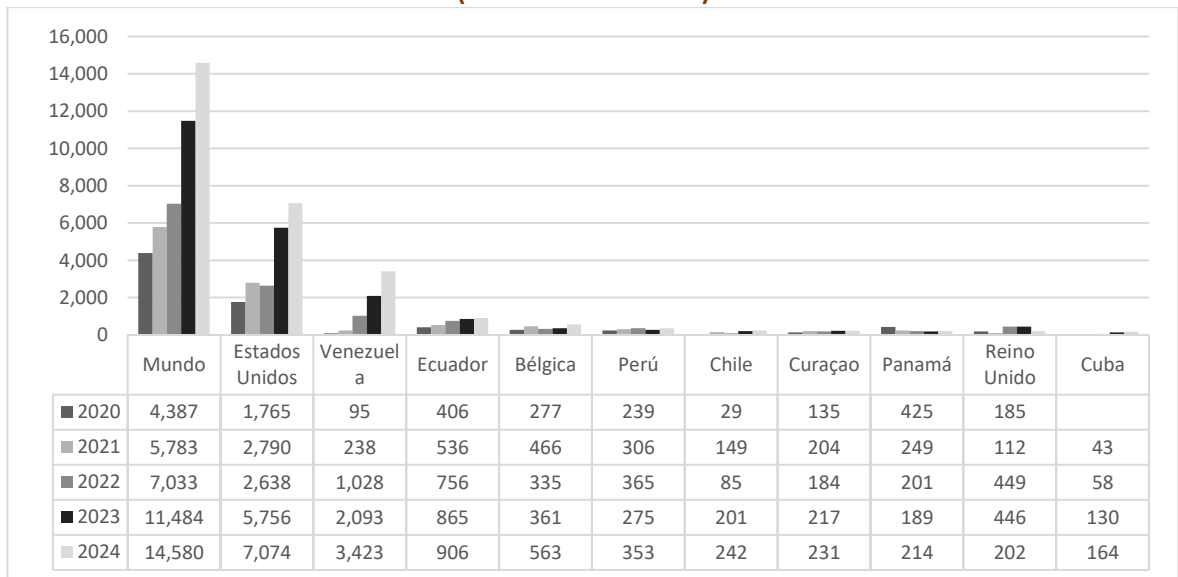 16,000
14,000
12,000
10,000
8,000
6,000
4,000
2,000
0
Mundo Estados Unidos Venezuel a Ecuador Bélgica Perú Chile Curaçao Panamá Reino Unido Cuba
2020 4,387 1,765 95 406 277 239 29 135 425 185
2021 5,783 2,790 238 536 466 306 149 204 249 112 43
2022 7,033 2,638 1,028 756 335 365 85 184 201 449 58
2023 11,484 5,756 2,093 865 361 275 201 217 189 446 130
2024 14,580 7,074 3,423 906 563 353 242 231 214 202 164